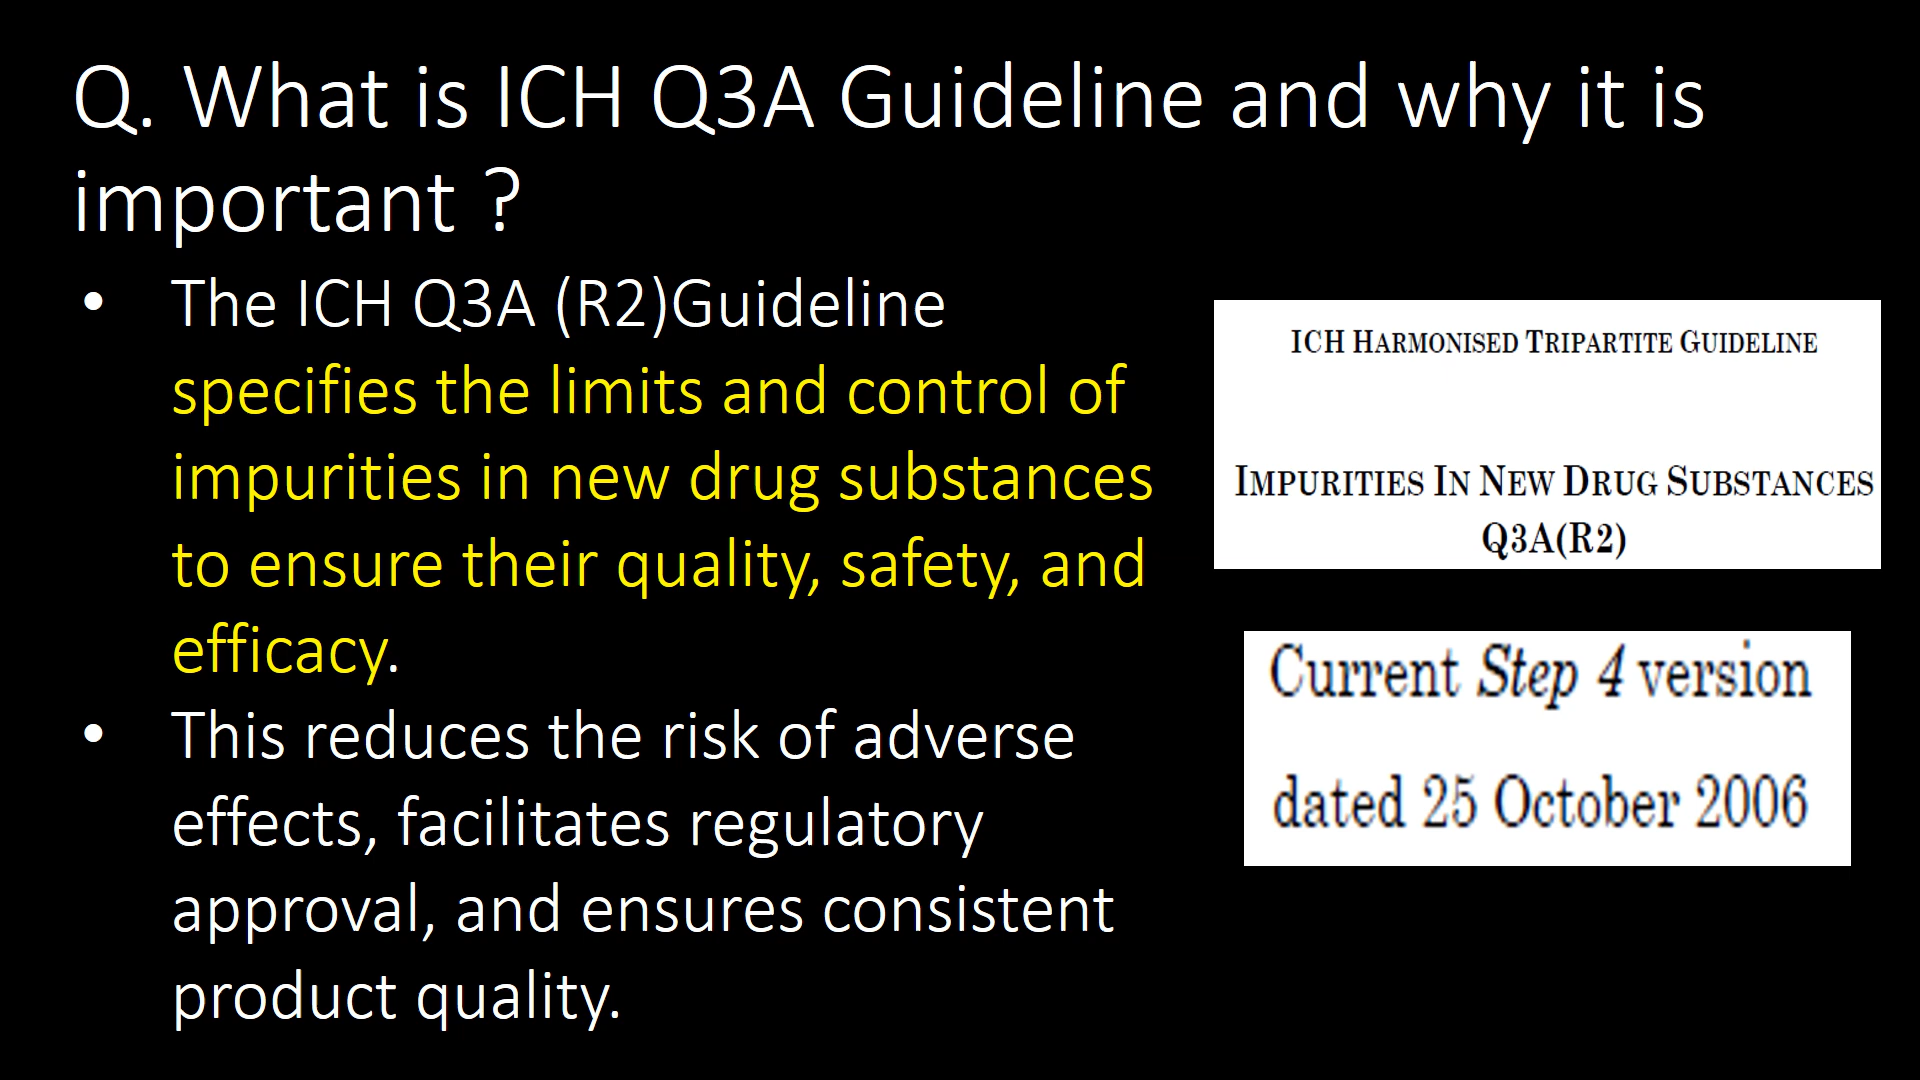 Q. What is ICH Q3A Guideline and why it is
important ?
• The ICH Q3A (R2)Guideline
specifies the limits and control of
impurities in new drug substances
to ensure their quality, safety, and
efficacy.
• This reduces the risk of adverse
effects, facilitates regulatory
approval, and ensures consistent
product quality.
ICH HARMONISED TRIPARTITE GUIDELINE
IMPURITIES IN NEW DRUG SUBSTANCES
Q3A(R2)
Current Step 4 version
dated 25 October 2006